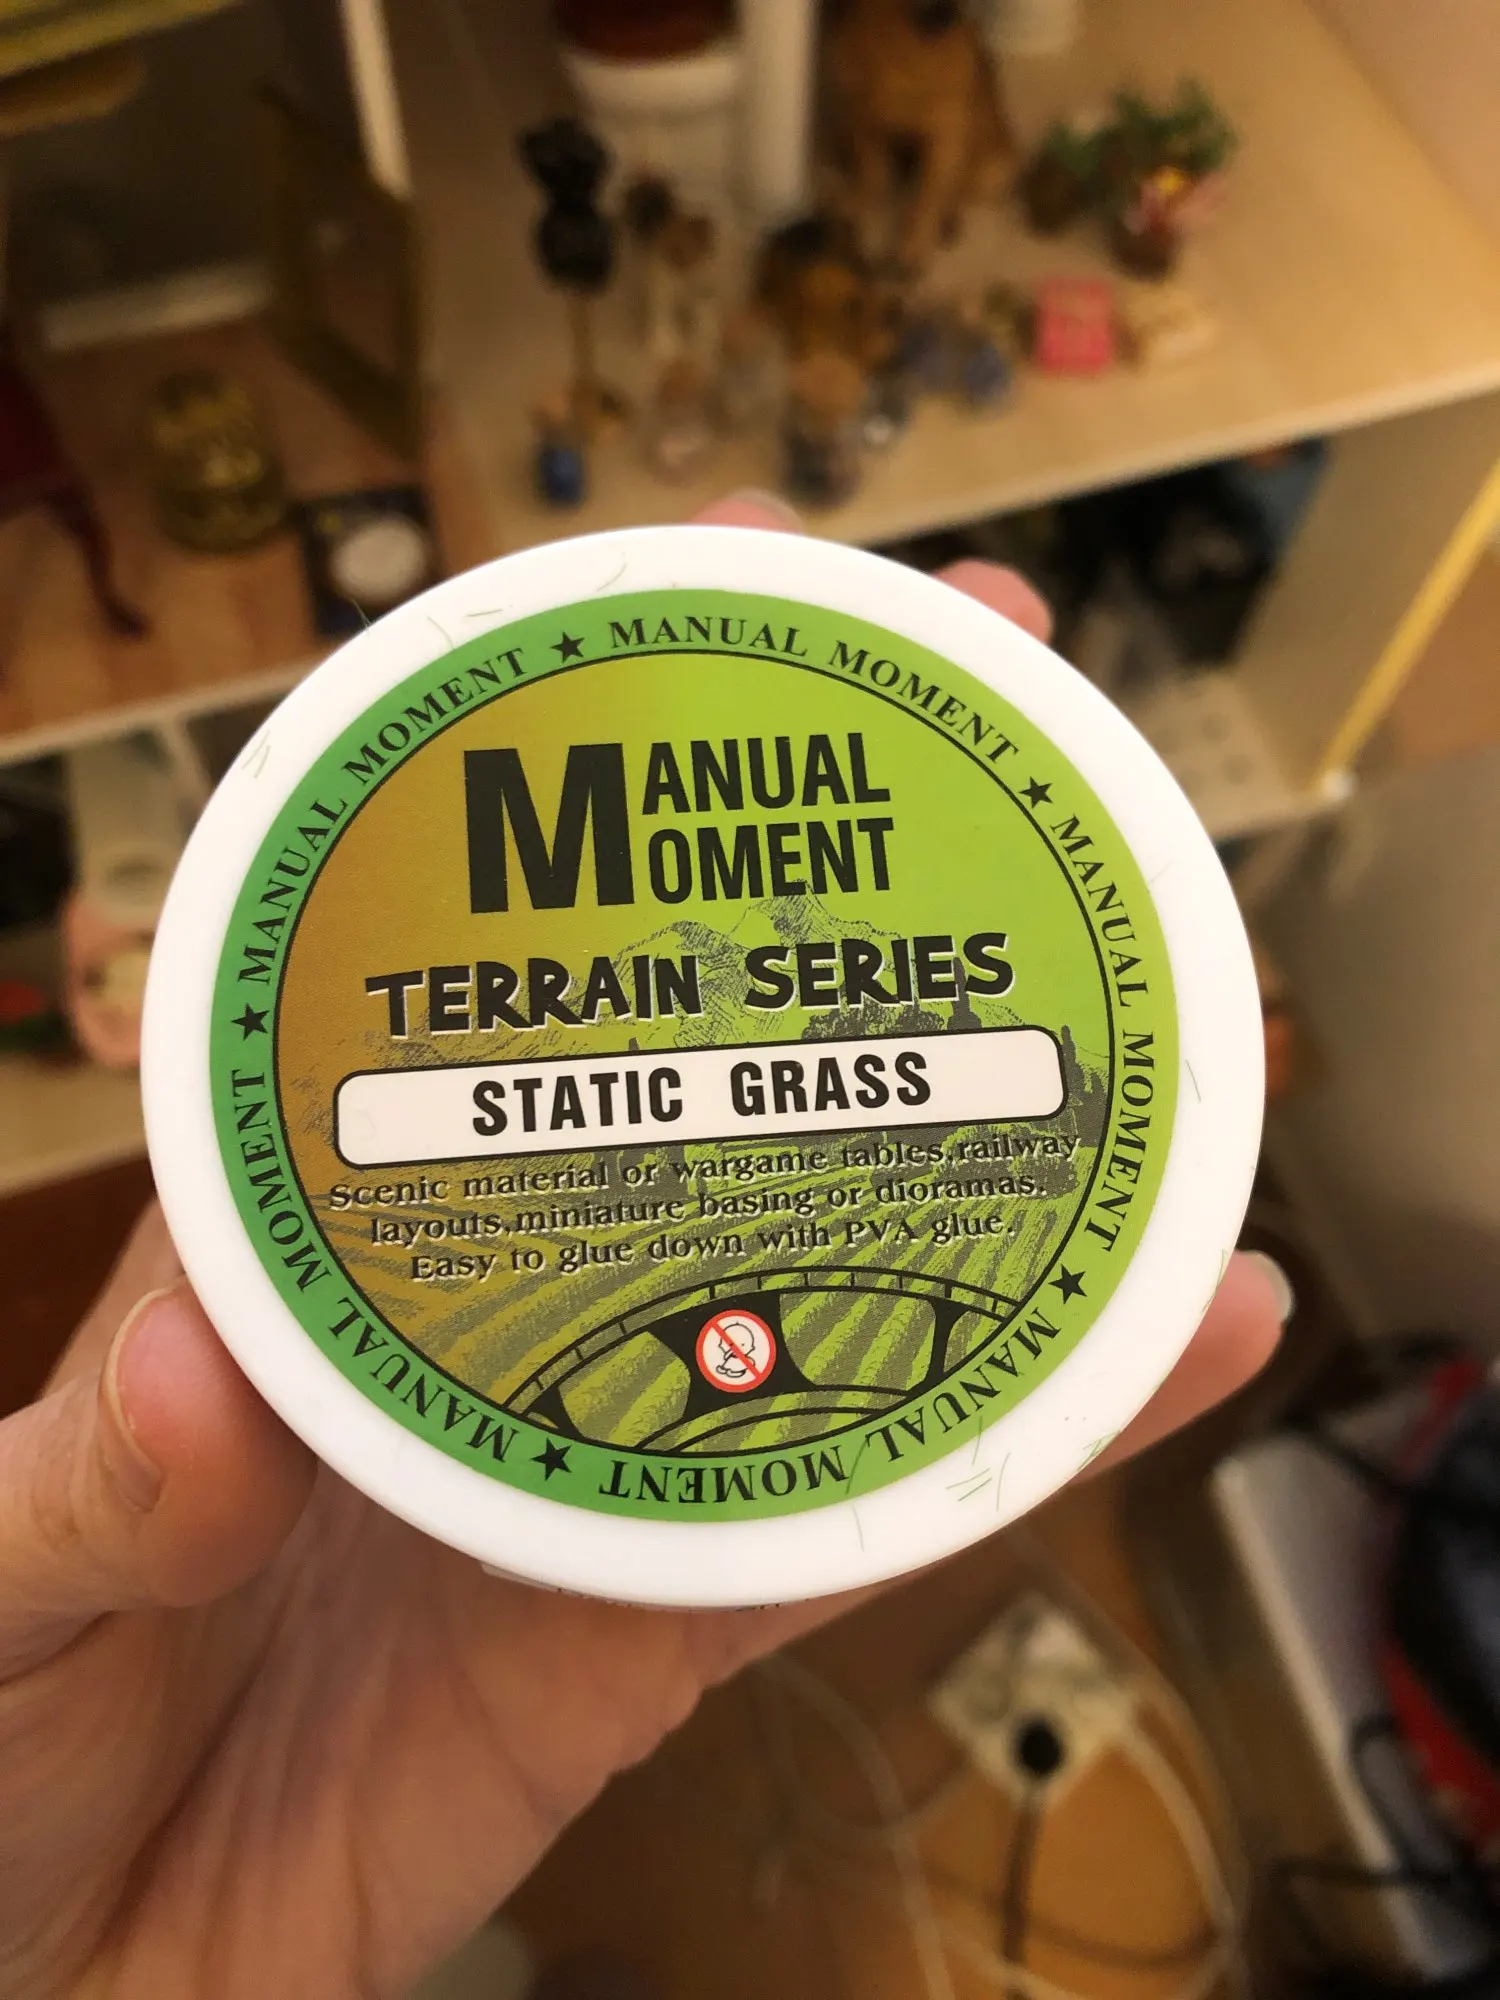 MANUAL MOMENT ★ MANUAL MOMENT ★ MANUAL MOMENT ★ MANUAL MOMENT ★ MANUAL MOMENT ★
MANUAL
MOMENT
TERRAIN SERIES
STATIC GRASS
Scenic material or wargame tables,railway
layouts,miniature basing or dioramas.
Easy to glue down with PVA glue.